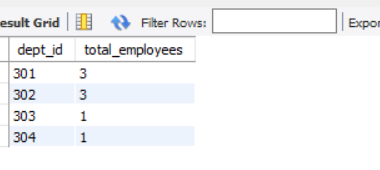 esult Grid Filter Rows: Expor
dept_id total_employees
301 3
302 3
303 1
304 1